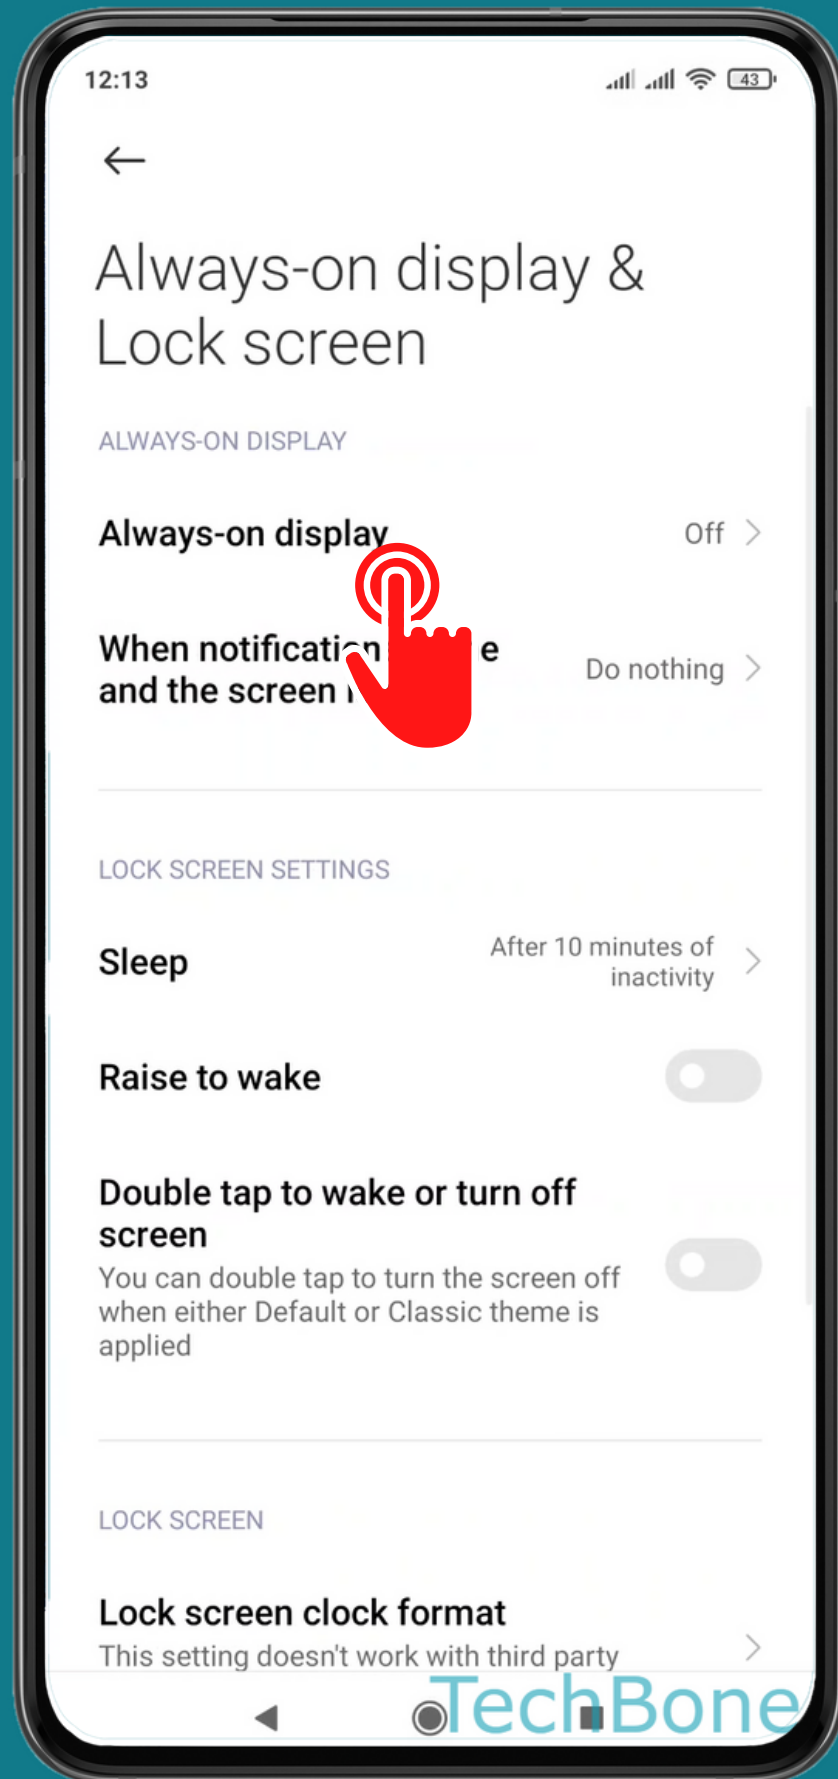 12:13
43
Always-on display &
Lock screen
ALWAYS-ON DISPLAY
Always-on display
Off
When notification
and the screen
Do nothing
LOCK SCREEN SETTINGS
Sleep
After 10 minutes of
inactivity
Raise to wake
Double tap to wake or turn off
screen
You can double tap to turn the screen off
when either Default or Classic theme is
applied
LOCK SCREEN
Lock screen clock format
This setting doesn't work with third party
TechBone